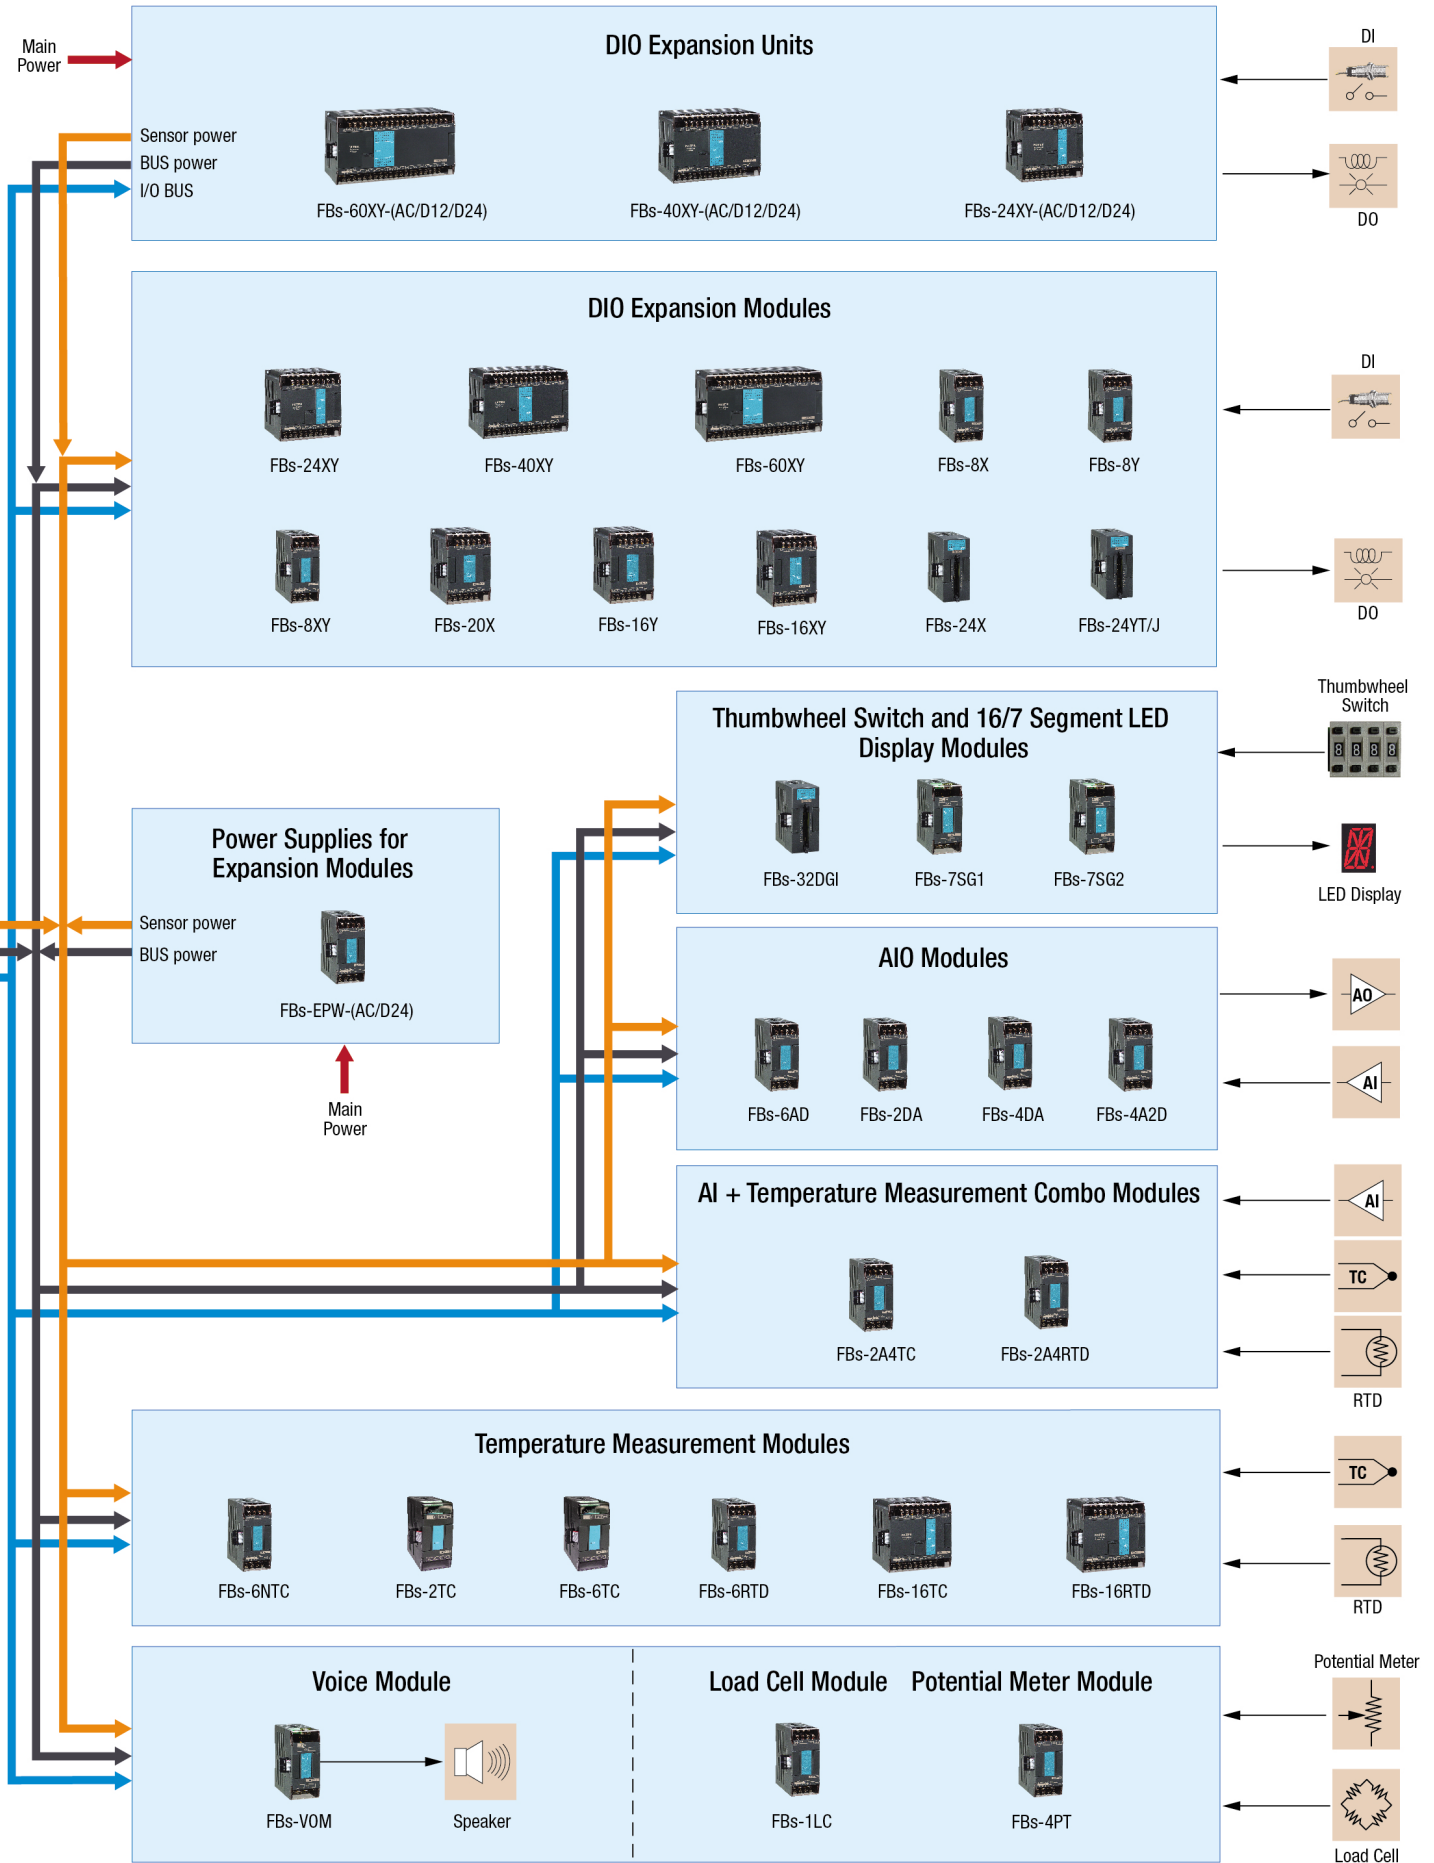 DIO Expansion Units
Main
Power
DI
Sensor power
BUS power
I/O BUS
FBs-60XY-(AC/D12/D24)
FBs-40XY-(AC/D12/D24)
FBs-24XY-(AC/D12/D24)
DO
DIO Expansion Modules
DI
FBs-24XY
FBs-40XY
FBs-60XY
FBs-8X
FBs-8Y
FBs-8XY
FBs-20X
FBs-16Y
FBs-16XY
FBs-24X
FBs-24YT/J
DO
Thumbwheel Switch and 16/7 Segment LED
Display Modules
Thumbwheel
Switch
8 8 8 8
FBs-32DGI
FBs-7SG1
FBs-7SG2
LED Display
Power Supplies for
Expansion Modules
Sensor power
BUS power
FBs-EPW-(AC/D24)
Main
Power
AIO Modules
AO
AI
FBs-6AD
FBs-2DA
FBs-4DA
FBs-4A2D
AI + Temperature Measurement Combo Modules
AI
TC
FBs-2A4TC
FBs-2A4RTD
RTD
Temperature Measurement Modules
TC
FBs-6NTC
FBs-2TC
FBs-6TC
FBs-6RTD
FBs-16TC
FBs-16RTD
RTD
Voice Module
Load Cell Module
Potential Meter Module
Potential Meter
FBs-VOM
Speaker
FBs-1LC
FBs-4PT
Load Cell